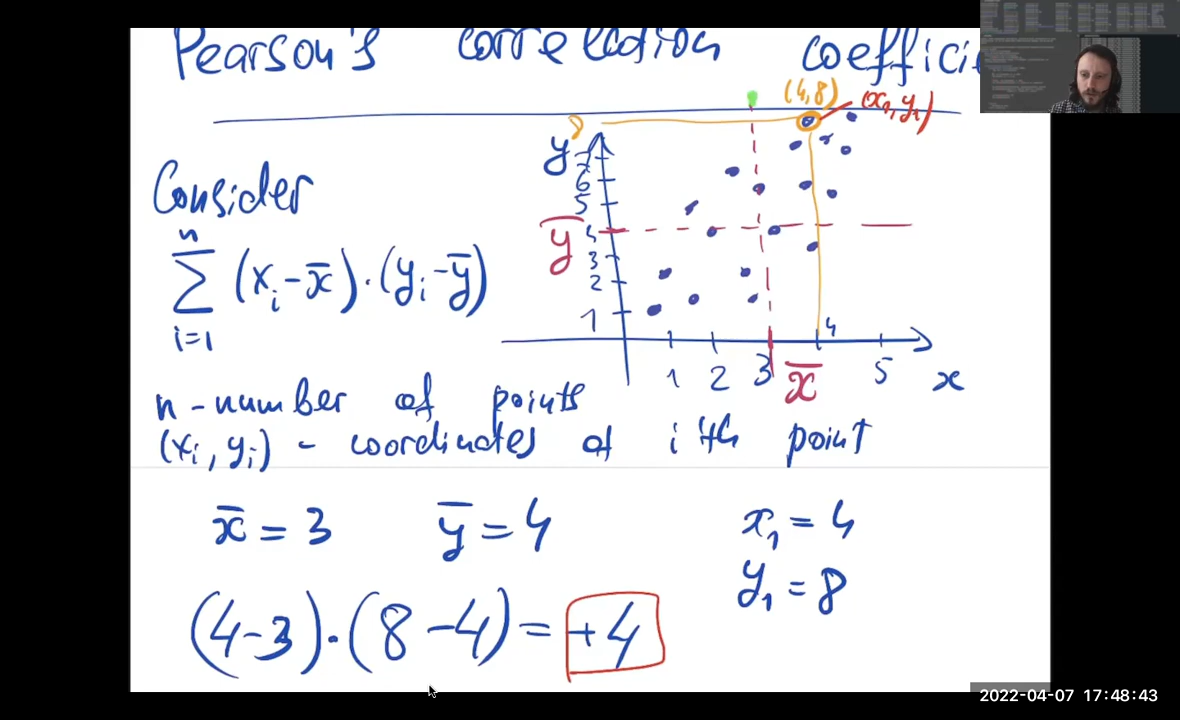 Pearson's correlation coeffici
(4,8) (x₁, y₁)
8
y 7
6
5
ȳ 4
3
2
1
1 2 3 x̄ 4 5 x
Consider
n
∑ (xᵢ - x̄) · (yᵢ - ȳ)
i=1
n - number of points
(xᵢ, yᵢ) - coordinates of i'th point
x̄ = 3 ȳ = 4 x₁ = 4
y₁ = 8
(4-3)·(8-4) = +4
2022-04-07 17:48:43